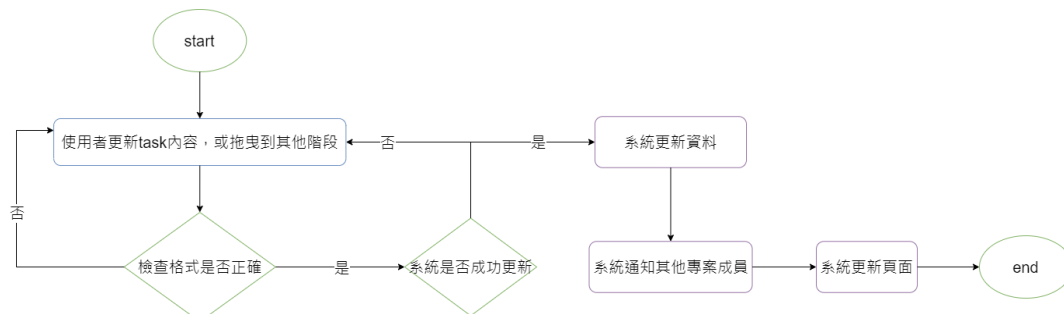 start
使用者更新task內容，或拖曳到其他階段
否
是
系統更新資料
否
檢查格式是否正確
是
系統是否成功更新
系統通知其他專案成員
系統更新頁面
end